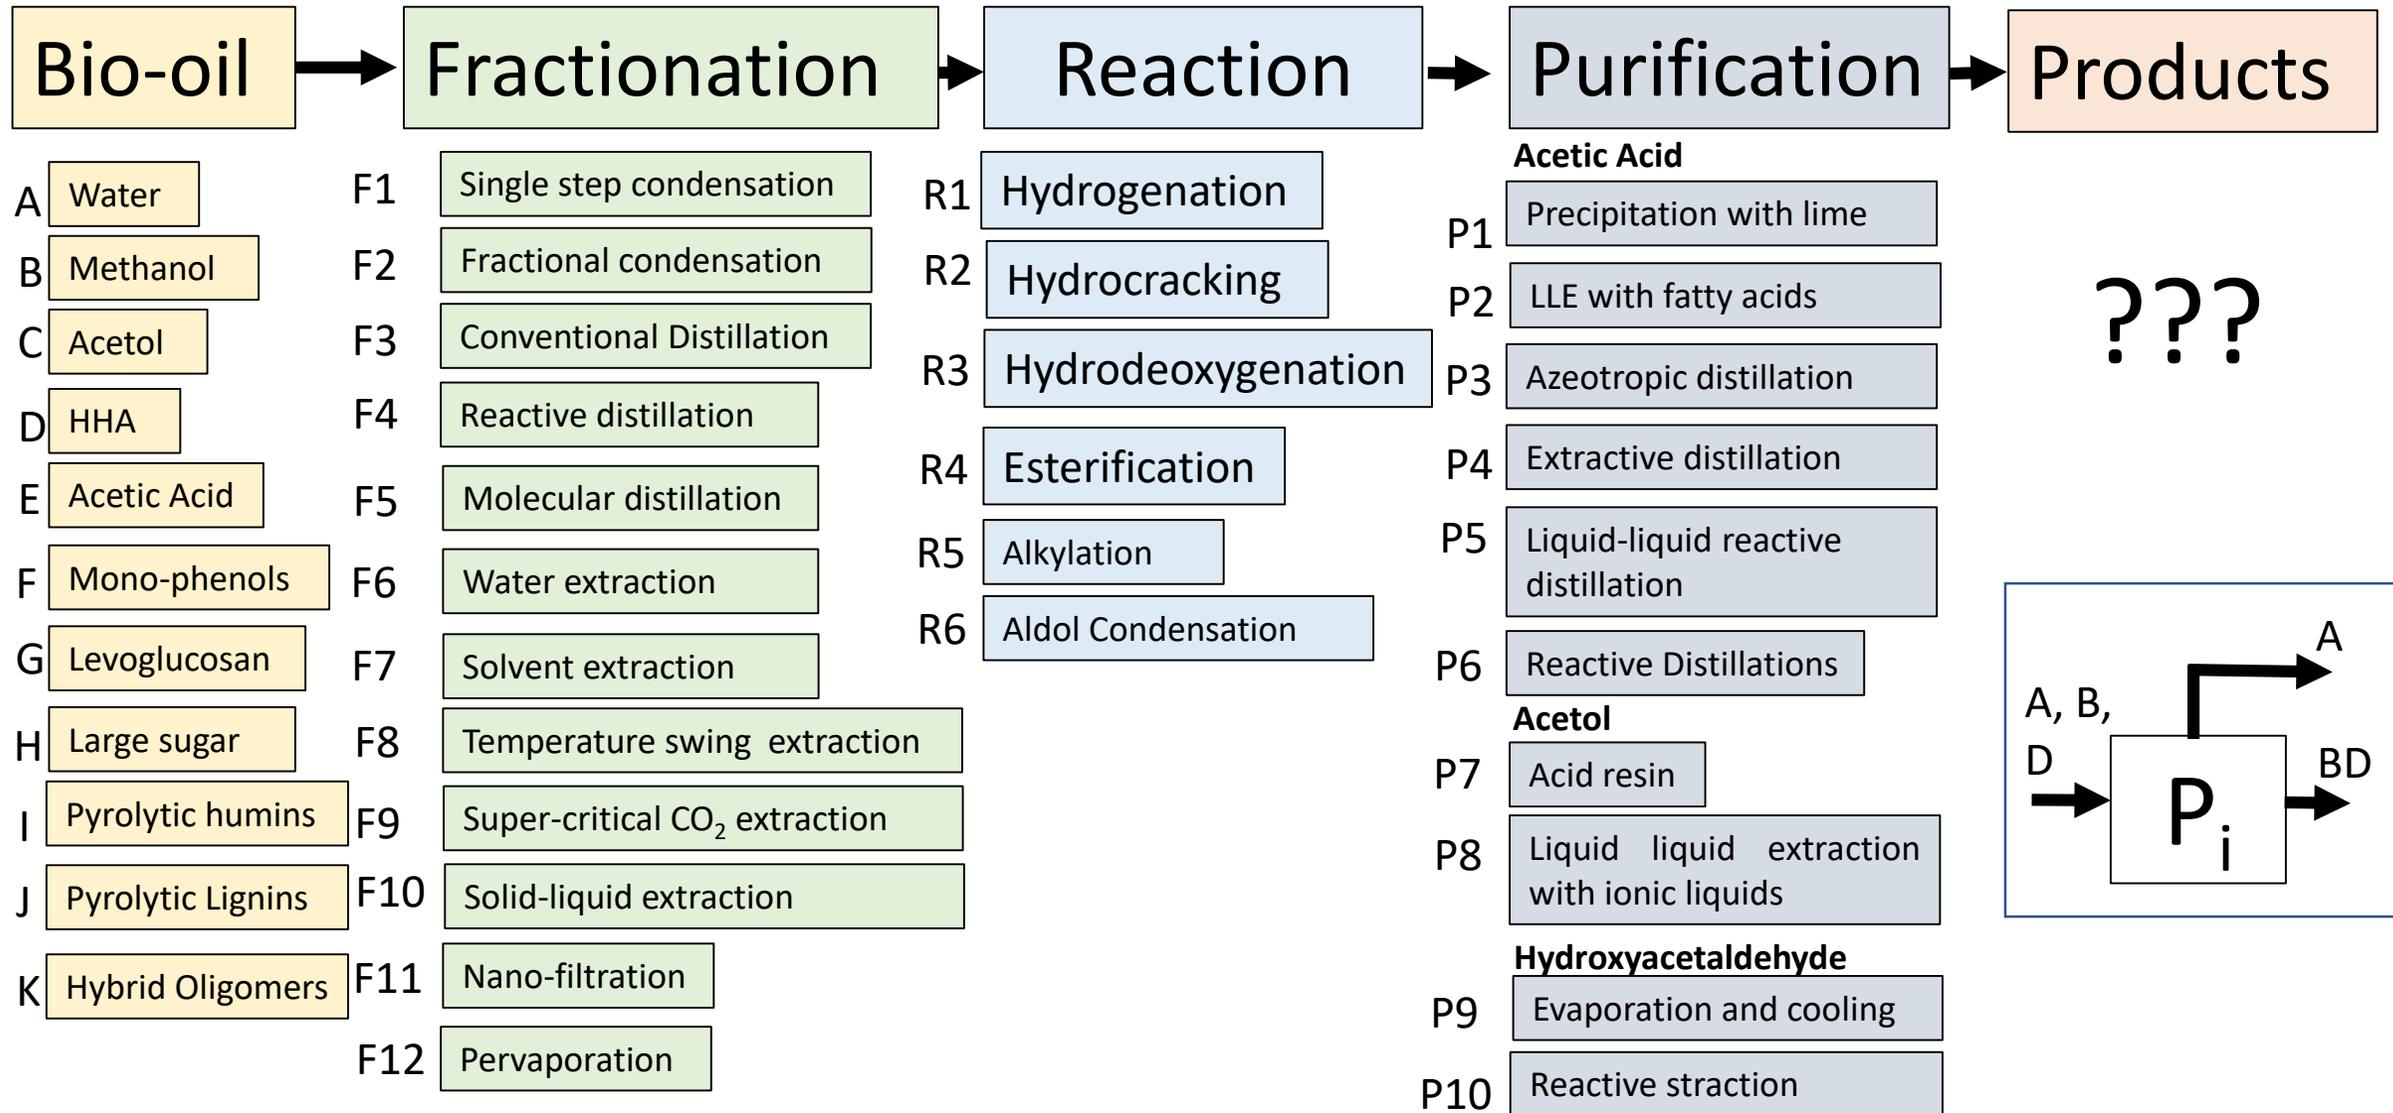 Bio-oil
Fractionation
Reaction
Purification
Products
A Water
B Methanol
C Acetol
D HHA
E Acetic Acid
F Mono-phenols
G Levoglucosan
H Large sugar
I Pyrolytic humins
J Pyrolytic Lignins
K Hybrid Oligomers
F1 Single step condensation
F2 Fractional condensation
F3 Conventional Distillation
F4 Reactive distillation
F5 Molecular distillation
F6 Water extraction
F7 Solvent extraction
F8 Temperature swing extraction
F9 Super-critical CO2 extraction
F10 Solid-liquid extraction
F11 Nano-filtration
F12 Pervaporation
R1 Hydrogenation
R2 Hydrocracking
R3 Hydrodeoxygenation
R4 Esterification
R5 Alkylation
R6 Aldol Condensation
Acetic Acid
P1 Precipitation with lime
P2 LLE with fatty acids
P3 Azeotropic distillation
P4 Extractive distillation
P5 Liquid-liquid reactive
distillation
P6 Reactive Distillations
Acetol
P7 Acid resin
P8 Liquid liquid extraction
with ionic liquids
Hydroxyacetaldehyde
P9 Evaporation and cooling
P10 Reactive straction
???
A
A, B,
D
BD
Pi